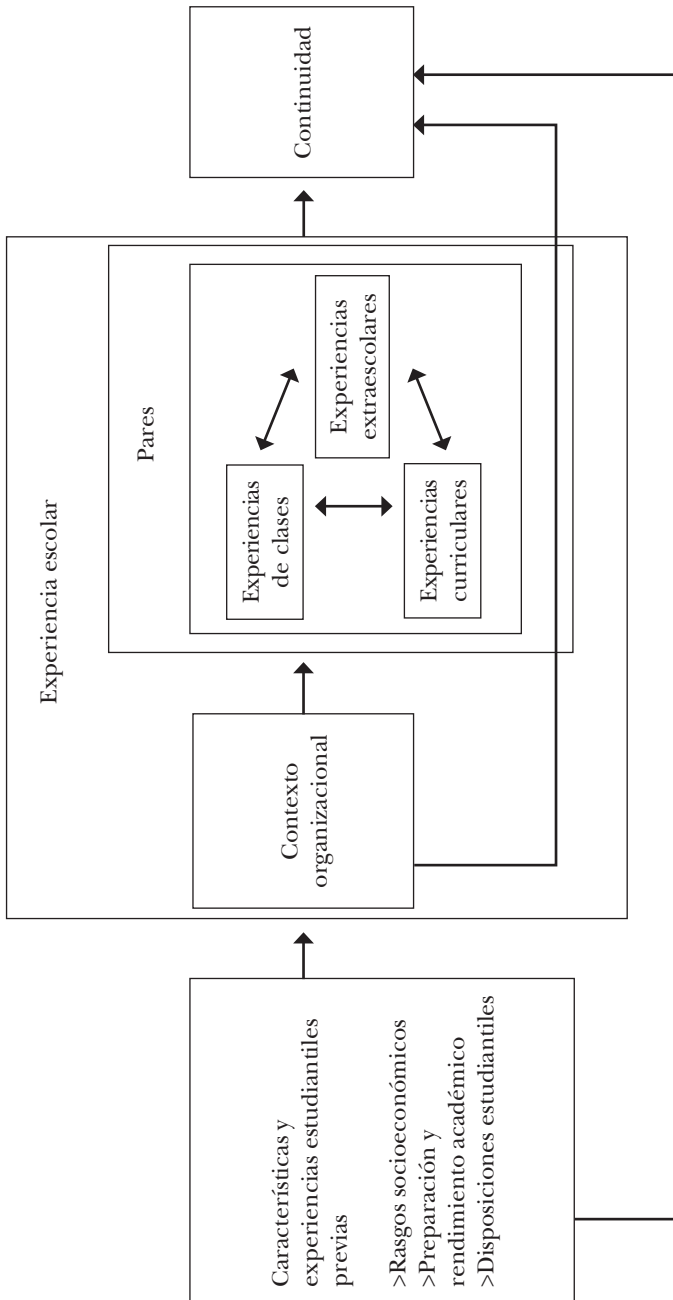 Características y
experiencias estudiantiles
previas
>Rasgos socioeconómicos
>Preparación y
rendimiento académico
>Disposiciones estudiantiles
Experiencia escolar
Contexto
organizacional
Pares
Experiencias
de clases
Experiencias
curriculares
Experiencias
extraescolares
Continuidad